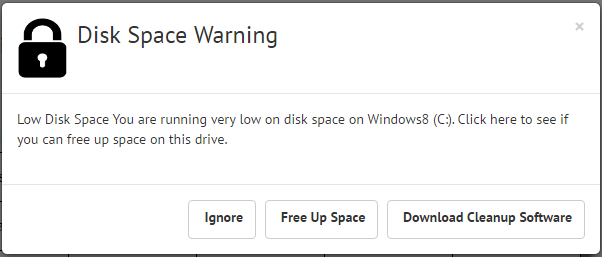 Disk Space Warning
×
Low Disk Space You are running very low on disk space on Windows8 (C:). Click here to see if
you can free up space on this drive.
Ignore
Free Up Space
Download Cleanup Software